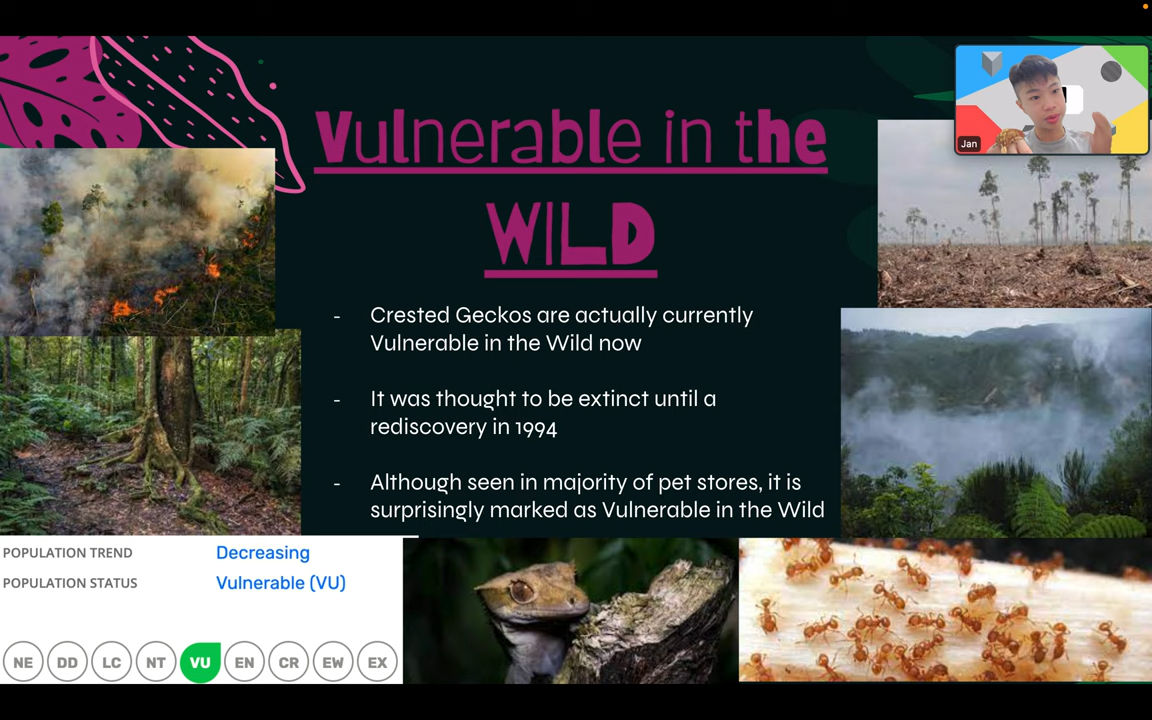 Vulnerable in the
WILD
Jan
- Crested Geckos are actually currently
Vulnerable in the Wild now
- It was thought to be extinct until a
rediscovery in 1994
- Although seen in majority of pet stores, it is
surprisingly marked as Vulnerable in the Wild
POPULATION TREND Decreasing
POPULATION STATUS Vulnerable (VU)
NE DD LC NT VU EN CR EW EX